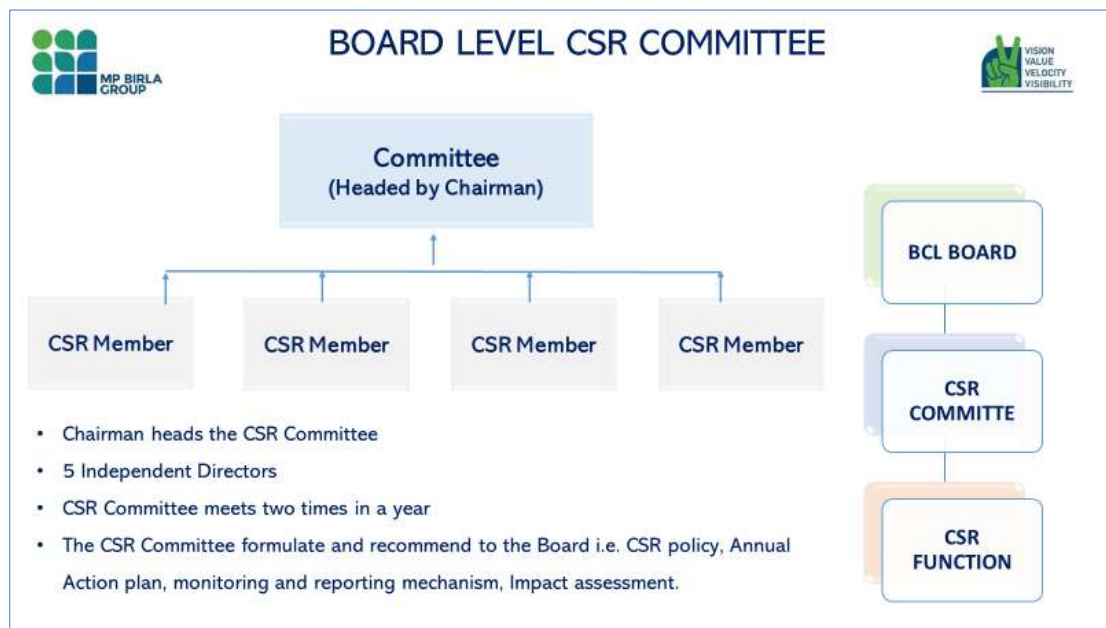 BOARD LEVEL CSR COMMITTEE
MP BIRLA
GROUP
VISION
VALUE
VELOCITY
VISIBILITY
Committee
(Headed by Chairman)
CSR Member
CSR Member
CSR Member
CSR Member
• Chairman heads the CSR Committee
• 5 Independent Directors
• CSR Committee meets two times in a year
• The CSR Committee formulate and recommend to the Board i.e. CSR policy, Annual
Action plan, monitoring and reporting mechanism, Impact assessment.
BCL BOARD
CSR
COMMITTE
CSR
FUNCTION